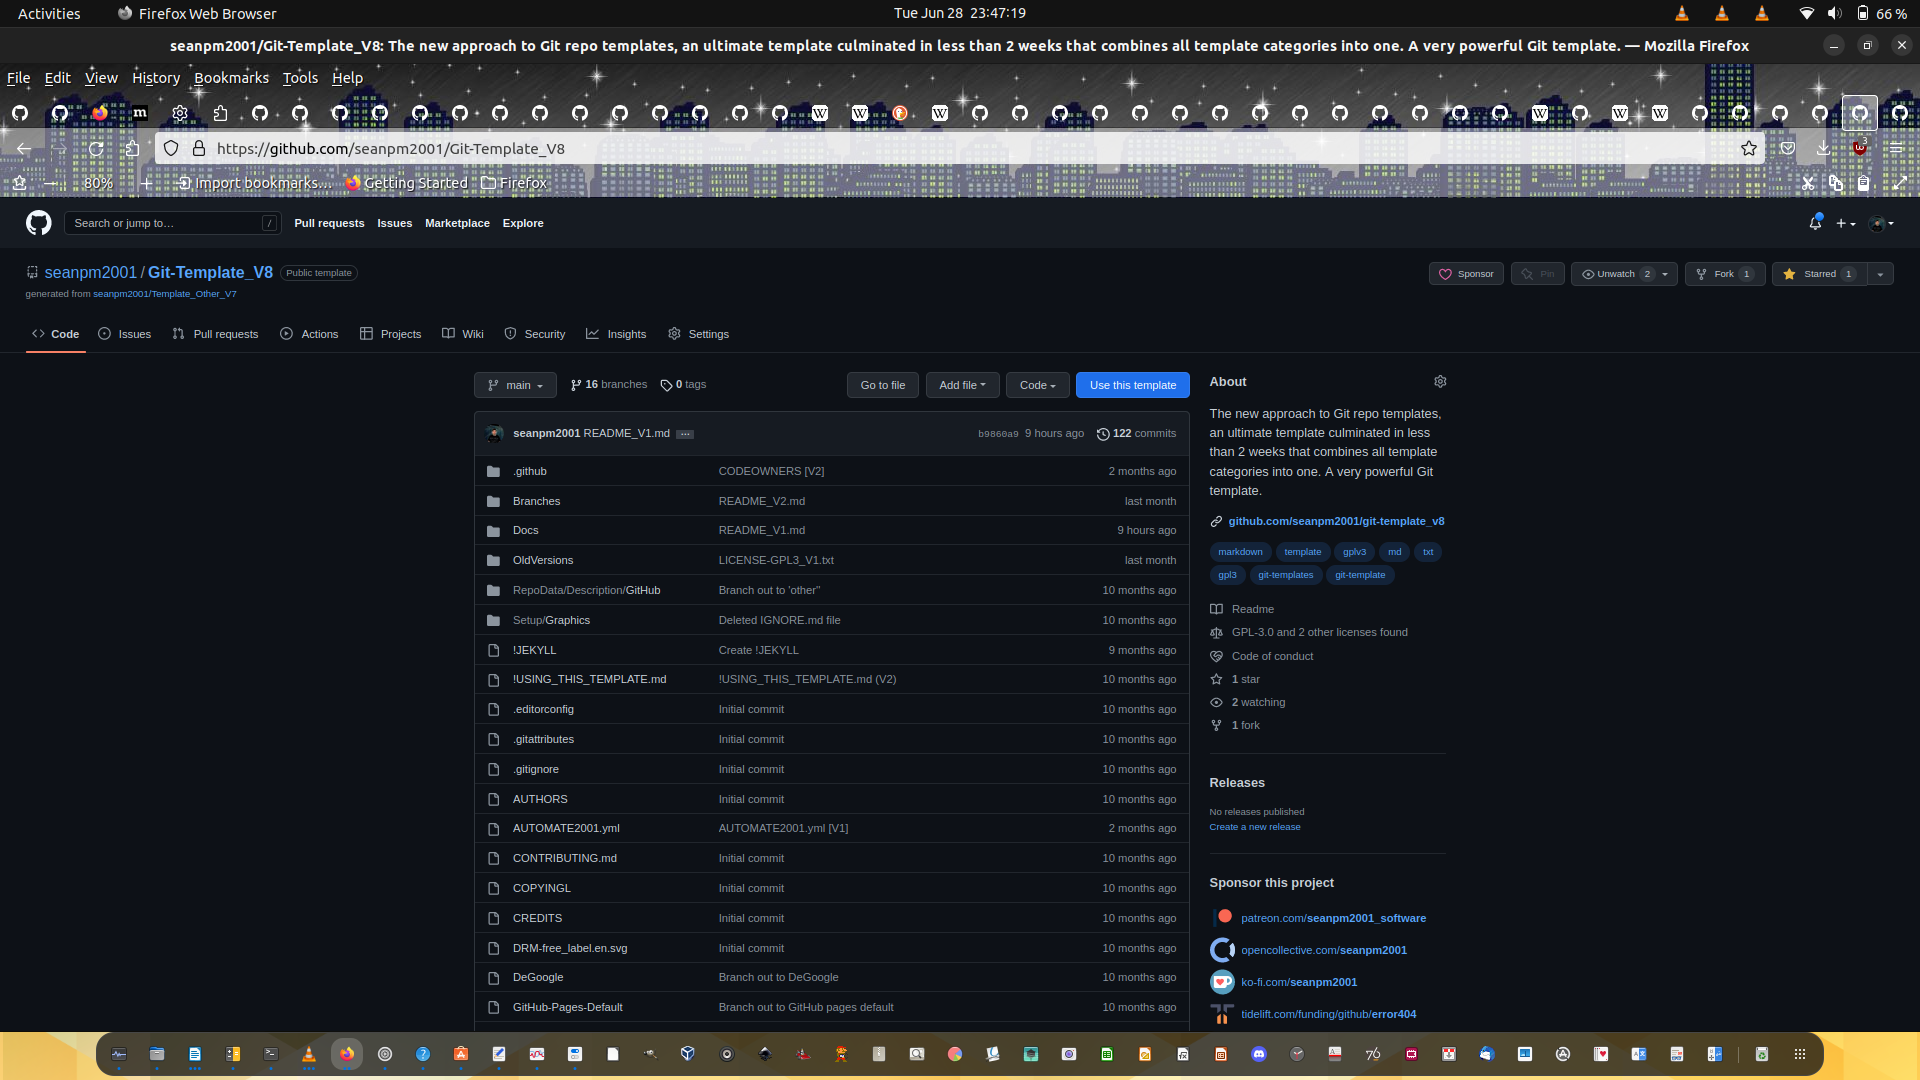 Activities Firefox Web Browser Tue Jun 28 23:47:19 66 %
seanpm2001/Git-Template_V8: The new approach to Git repo templates, an ultimate template culminated in less than 2 weeks that combines all template categories into one. A very powerful Git template. — Mozilla Firefox
File Edit View History Bookmarks Tools Help
https://github.com/seanpm2001/Git-Template_V8
80% Import bookmarks… Getting Started Firefox
Search or jump to… / Pull requests Issues Marketplace Explore
seanpm2001 / Git-Template_V8 Public template Sponsor Pin Unwatch 2 Fork 1 Starred 1
generated from seanpm2001/Template_Other_V7
Code Issues Pull requests Actions Projects Wiki Security Insights Settings
main 16 branches 0 tags Go to file Add file Code Use this template
seanpm2001 README_V1.md ... b9860a9 9 hours ago 122 commits
.github CODEOWNERS [V2] 2 months ago
Branches README_V2.md last month
Docs README_V1.md 9 hours ago
OldVersions LICENSE-GPL3_V1.txt last month
RepoData/Description/GitHub Branch out to 'other" 10 months ago
Setup/Graphics Deleted IGNORE.md file 10 months ago
!JEKYLL Create !JEKYLL 9 months ago
!USING_THIS_TEMPLATE.md !USING_THIS_TEMPLATE.md (V2) 10 months ago
.editorconfig Initial commit 10 months ago
.gitattributes Initial commit 10 months ago
.gitignore Initial commit 10 months ago
AUTHORS Initial commit 10 months ago
AUTOMATE2001.yml AUTOMATE2001.yml [V1] 2 months ago
CONTRIBUTING.md Initial commit 10 months ago
COPYINGL Initial commit 10 months ago
CREDITS Initial commit 10 months ago
DRM-free_label.en.svg Initial commit 10 months ago
DeGoogle Branch out to DeGoogle 10 months ago
GitHub-Pages-Default Branch out to GitHub pages default 10 months ago
About
The new approach to Git repo templates,
an ultimate template culminated in less
than 2 weeks that combines all template
categories into one. A very powerful Git
template.
github.com/seanpm2001/git-template_v8
markdown template gplv3 md txt
gpl3 git-templates git-template
Readme
GPL-3.0 and 2 other licenses found
Code of conduct
1 star
2 watching
1 fork
Releases
No releases published
Create a new release
Sponsor this project
patreon.com/seanpm2001_software
opencollective.com/seanpm2001
ko-fi.com/seanpm2001
tidelift.com/funding/github/error404